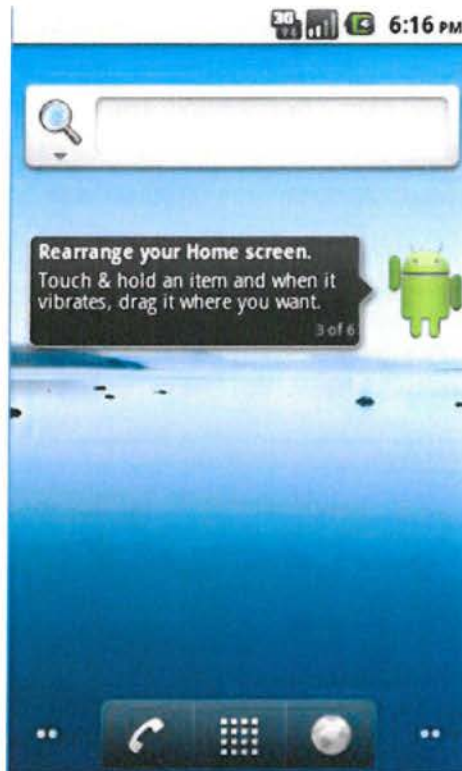 3G
6:16 PM
Rearrange your Home screen.
Touch & hold an item and when it
vibrates, drag it where you want.
3 of 6